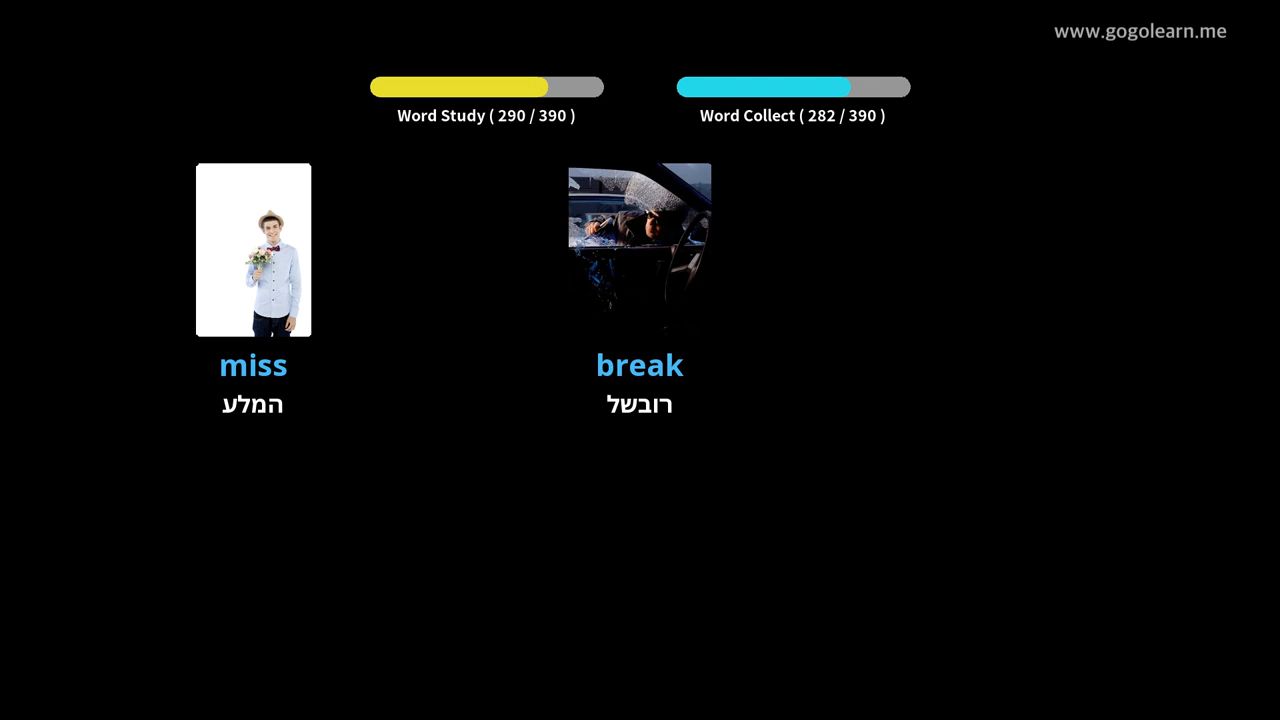 www.gogolearn.me
Word Study ( 290 / 390 )
Word Collect ( 282 / 390 )
miss
המלע
break
רובשל